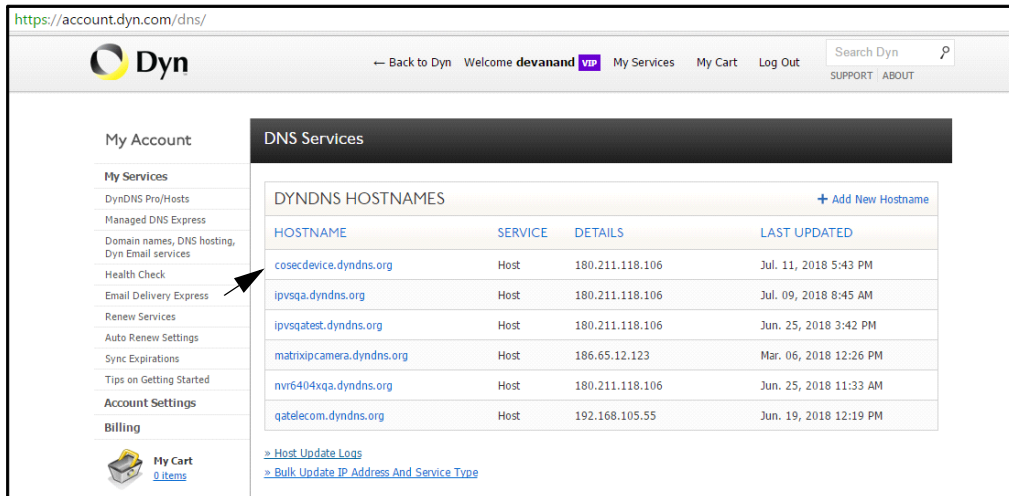 https://account.dyn.com/dns/
Dyn
← Back to Dyn Welcome devanand VIP My Services My Cart Log Out
Search Dyn
SUPPORT ABOUT
My Account
My Services
DynDNS Pro/Hosts
Managed DNS Express
Domain names, DNS hosting,
Dyn Email services
Health Check
Email Delivery Express
Renew Services
Auto Renew Settings
Sync Expirations
Tips on Getting Started
Account Settings
Billing
My Cart
0 items
DNS Services
DYNDNS HOSTNAMES
+ Add New Hostname
HOSTNAME SERVICE DETAILS LAST UPDATED
cosecdevice.dyndns.org Host 180.211.118.106 Jul. 11, 2018 5:43 PM
ipvsqa.dyndns.org Host 180.211.118.106 Jul. 09, 2018 8:45 AM
ipvsqatest.dyndns.org Host 180.211.118.106 Jun. 25, 2018 3:42 PM
matrixipcamera.dyndns.org Host 186.65.12.123 Mar. 06, 2018 12:26 PM
nvr6404xqa.dyndns.org Host 180.211.118.106 Jun. 25, 2018 11:33 AM
qatelecom.dyndns.org Host 192.168.105.55 Jun. 19, 2018 12:19 PM
» Host Update Logs
» Bulk Update IP Address And Service Type